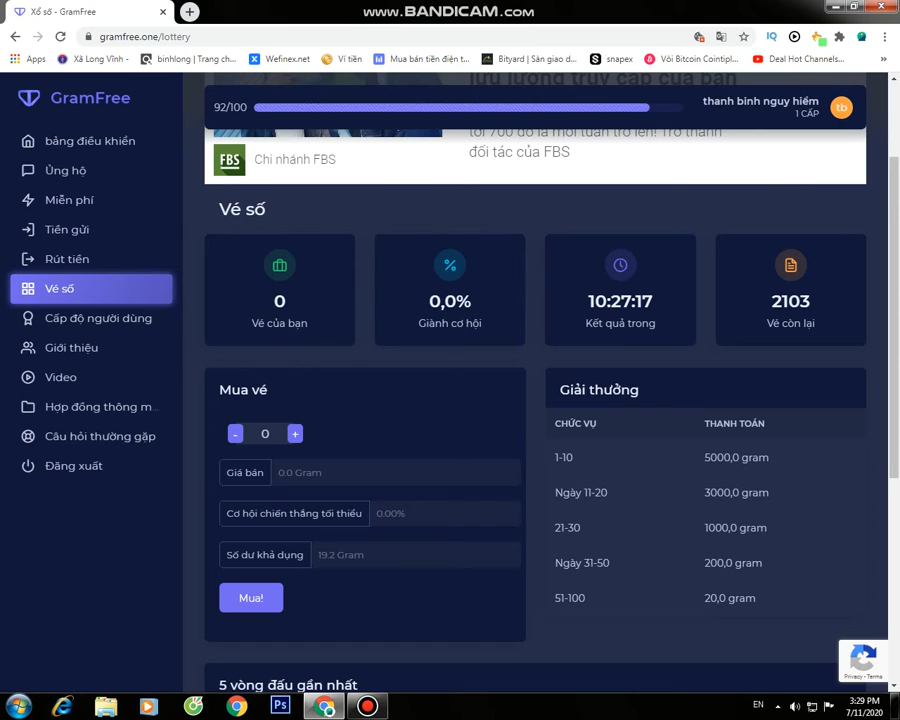 www.BANDICAM.com
Xổ số - GramFree
gramfree.one/lottery
Apps
Xã Long Vĩnh -...
binhlong | Trang ch...
Wefinex.net
Ví tiền
Mua bán tiền điện t...
Bityard | Sàn giao d...
snapex
Vòi Bitcoin Cointipl...
Deal Hot Channels...
GramFree
bảng điều khiển
Ủng hộ
Miễn phí
Tiền gửi
Rút tiền
Vé số
Cấp độ người dùng
Giới thiệu
Video
Hợp đồng thông m...
Câu hỏi thường gặp
Đăng xuất
lưu lượng truy cập của bạn
92/100
thanh binh nguy hiểm
1 CẤP
tb
tới 700 đô la mỗi tuần trở lên! Trở thành
đối tác của FBS
FBS
Chi nhánh FBS
Vé số
0
Vé của bạn
0,0%
Giành cơ hội
10:27:17
Kết quả trong
2103
Vé còn lại
Mua vé
- 0 +
Giá bán 0.0 Gram
Cơ hội chiến thắng tối thiểu 0.00%
Số dư khả dụng 19.2 Gram
Mua!
Giải thưởng
CHỨC VỤ THANH TOÁN
1-10 5000,0 gram
Ngày 11-20 3000,0 gram
21-30 1000,0 gram
Ngày 31-50 200,0 gram
51-100 20,0 gram
5 vòng đấu gần nhất
Privacy - Terms
EN
3:29 PM
7/11/2020